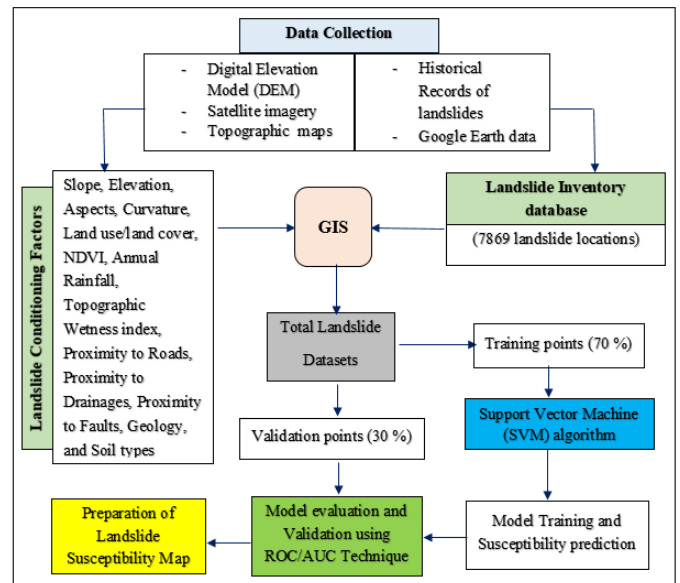 Data Collection
- Digital Elevation
Model (DEM)
- Satellite imagery
- Topographic maps
- Historical
Records of
landslides
- Google Earth data
Landslide Conditioning Factors
Slope, Elevation,
Aspects, Curvature,
Land use/land cover,
NDVI, Annual
Rainfall,
Topographic
Wetness index,
Proximity to Roads,
Proximity to
Drainages, Proximity
to Faults, Geology,
and Soil types
GIS
Landslide Inventory
database
(7869 landslide locations)
Total Landslide
Datasets
Training points (70 %)
Validation points (30 %)
Support Vector Machine
(SVM) algorithm
Preparation of
Landslide
Susceptibility Map
Model evaluation and
Validation using
ROC/AUC Technique
Model Training and
Susceptibility prediction